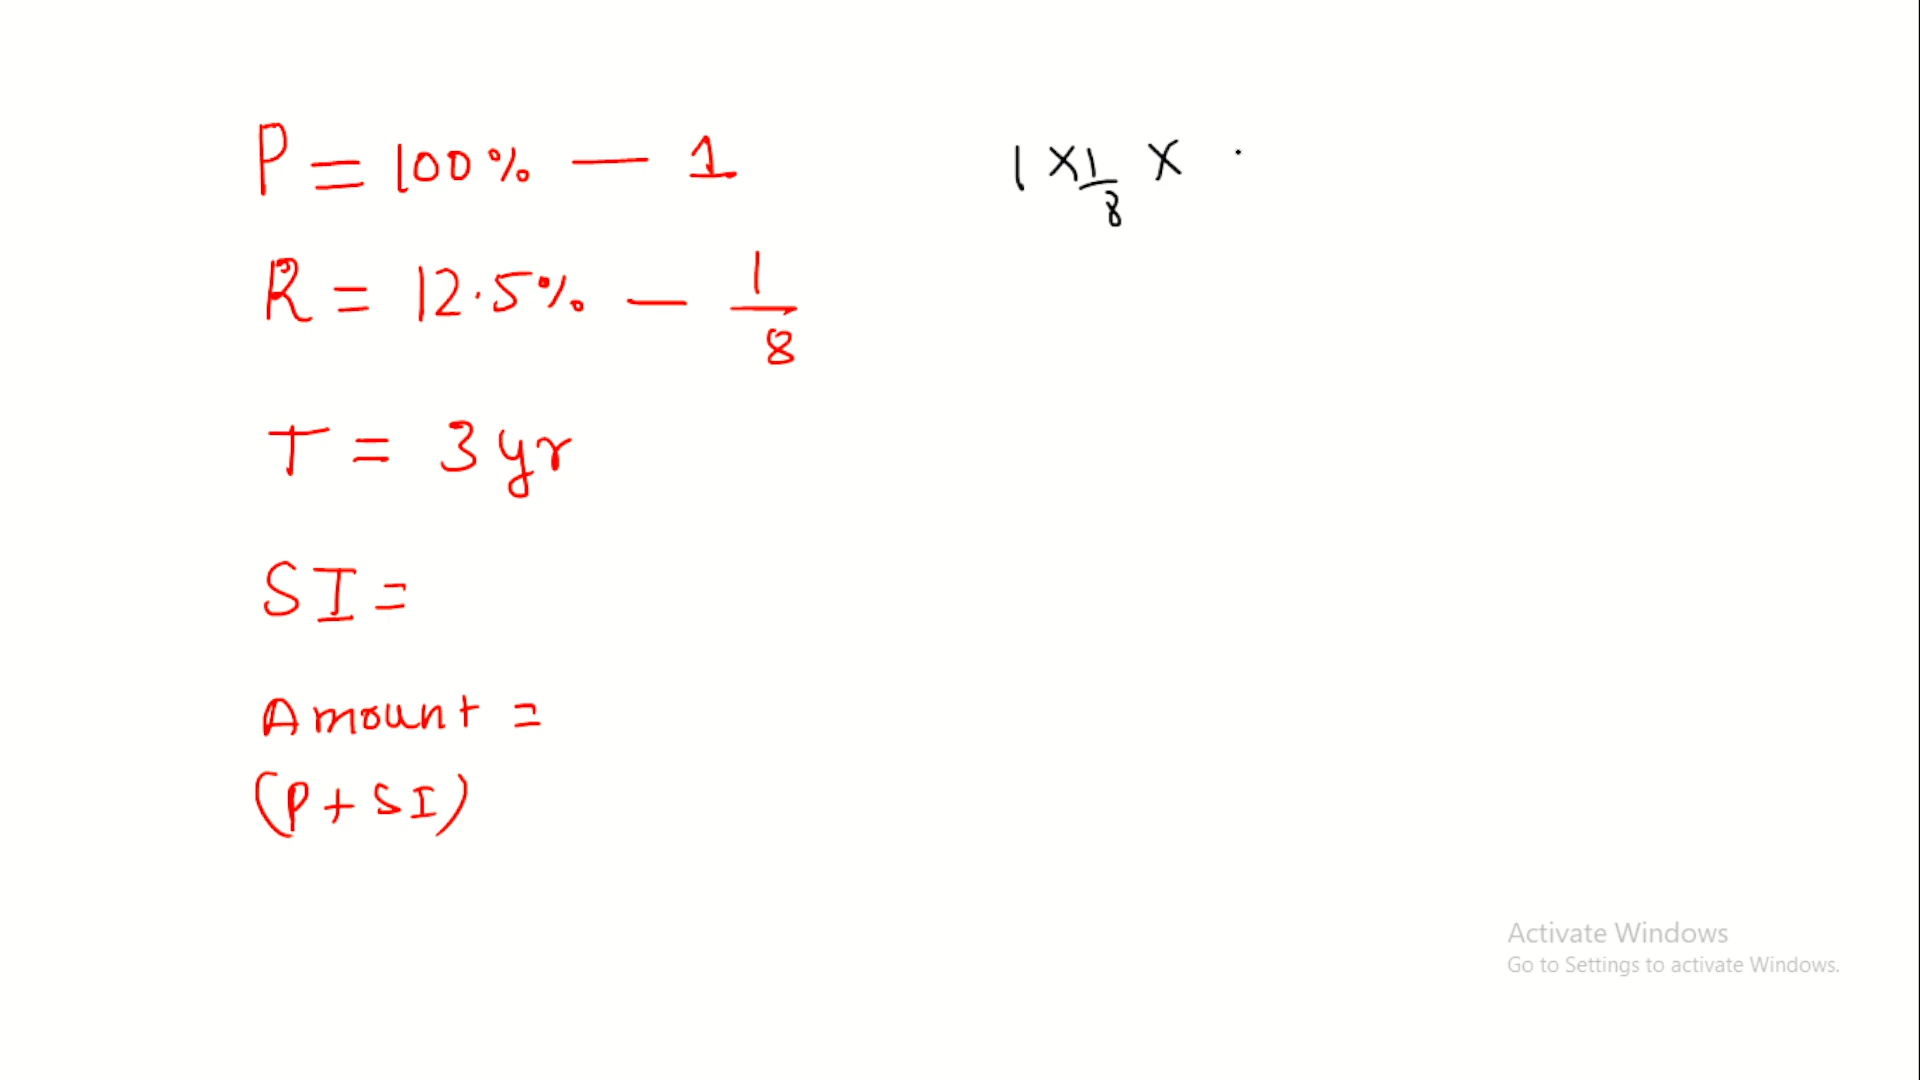 P = 100% — 1
1 × 1/8 ×
R = 12.5% — 1/8
T = 3 yr
SI =
Amount =
(P + SI)
Activate Windows
Go to Settings to activate Windows.